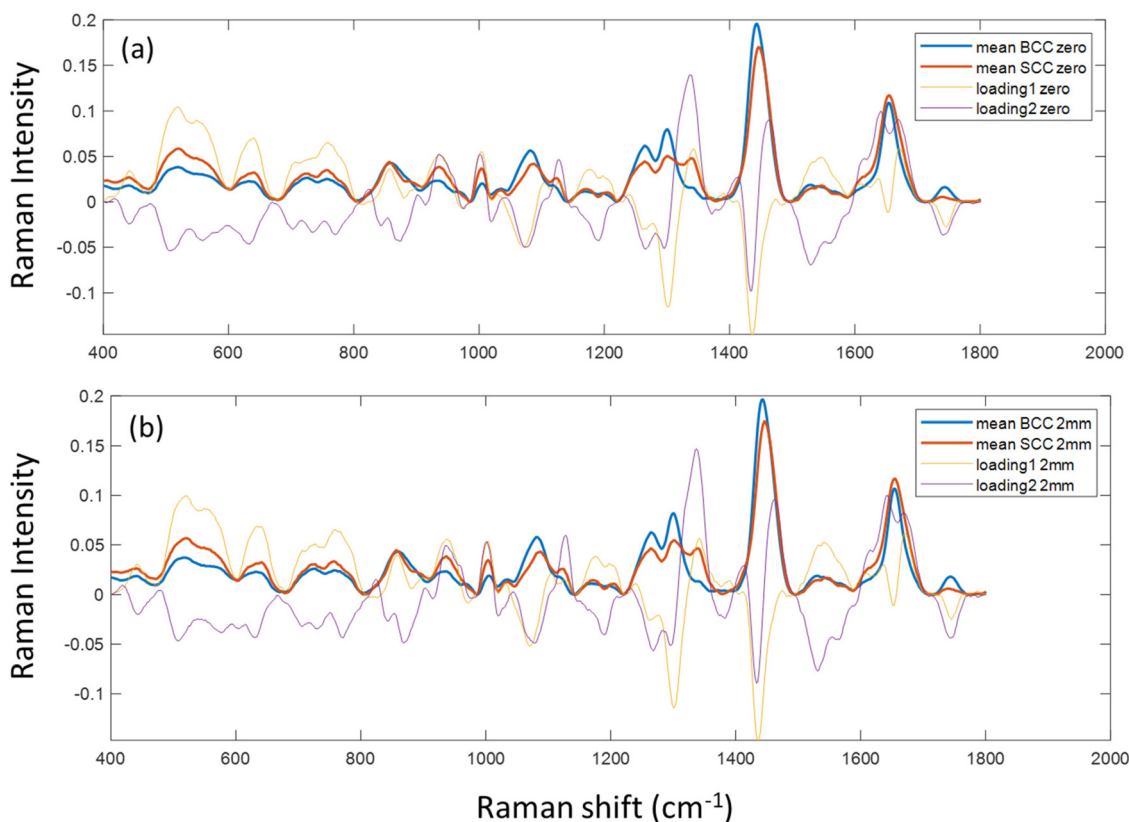 (a)
mean BCC zero
mean SCC zero
loading1 zero
loading2 zero
Raman Intensity
0.2
0.15
0.1
0.05
0
-0.05
-0.1
400 600 800 1000 1200 1400 1600 1800 2000
(b)
mean BCC 2mm
mean SCC 2mm
loading1 2mm
loading2 2mm
Raman Intensity
0.2
0.15
0.1
0.05
0
-0.05
-0.1
400 600 800 1000 1200 1400 1600 1800 2000
Raman shift (cm⁻¹)